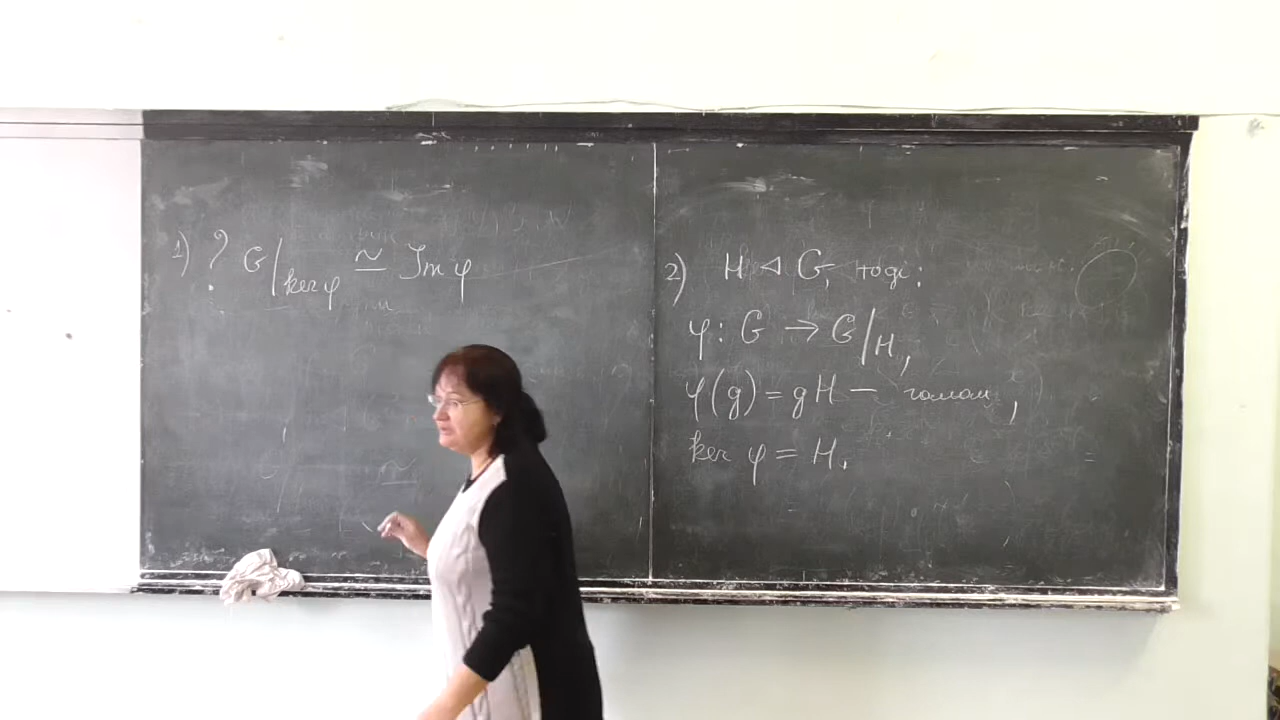 1) ? G/ker φ ≅ Im φ
2) H ◁ G, тоді:
φ: G → G/H,
φ(g) = gH – гомом,
ker φ = H.